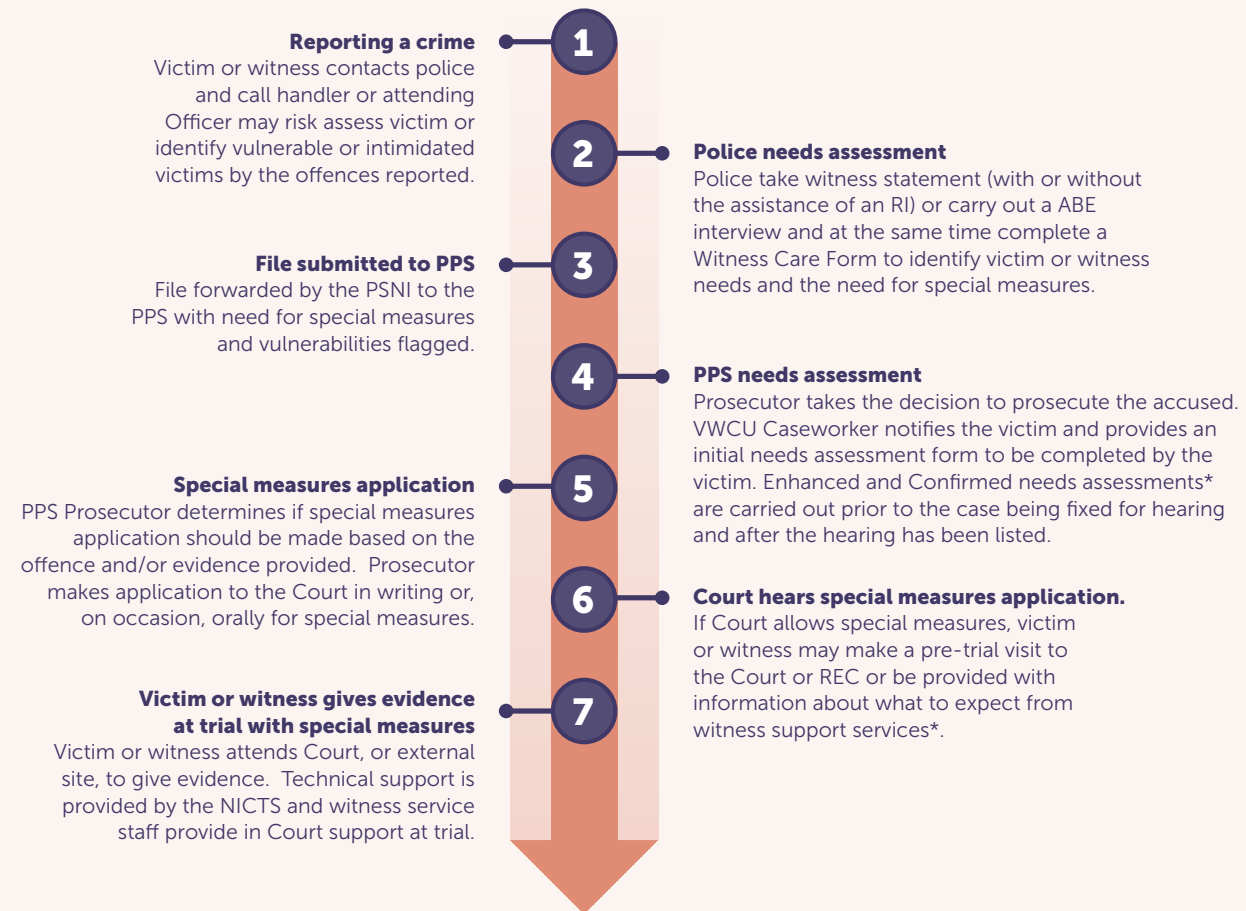 1
Reporting a crime
Victim or witness contacts police
and call handler or attending
Officer may risk assess victim or
identify vulnerable or intimidated
victims by the offences reported.
2
Police needs assessment
Police take witness statement (with or without
the assistance of an RI) or carry out a ABE
interview and at the same time complete a
Witness Care Form to identify victim or witness
needs and the need for special measures.
3
File submitted to PPS
File forwarded by the PSNI to the
PPS with need for special measures
and vulnerabilities flagged.
4
PPS needs assessment
Prosecutor takes the decision to prosecute the accused.
VWCU Caseworker notifies the victim and provides an
initial needs assessment form to be completed by the
victim. Enhanced and Confirmed needs assessments*
are carried out prior to the case being fixed for hearing
and after the hearing has been listed.
5
Special measures application
PPS Prosecutor determines if special measures
application should be made based on the
offence and/or evidence provided.  Prosecutor
makes application to the Court in writing or,
on occasion, orally for special measures.
6
Court hears special measures application.
If Court allows special measures, victim
or witness may make a pre-trial visit to
the Court or REC or be provided with
information about what to expect from
witness support services*.
7
Victim or witness gives evidence
at trial with special measures
Victim or witness attends Court, or external
site, to give evidence.  Technical support is
provided by the NICTS and witness service
staff provide in Court support at trial.